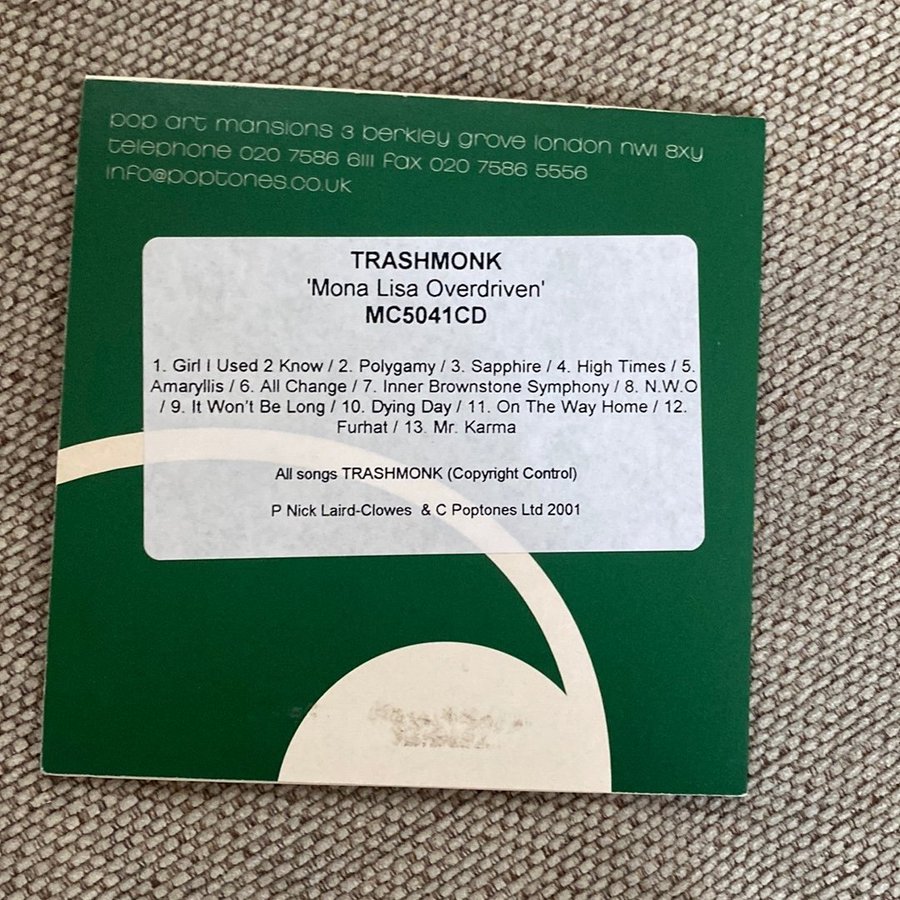 pop art mansions 3 berkley grove london nw1 8xy
telephone 020 7586 6111 fax 020 7586 5556
info@poptones.co.uk
TRASHMONK
'Mona Lisa Overdriven'
MC5041CD
1. Girl I Used 2 Know / 2. Polygamy / 3. Sapphire / 4. High Times / 5.
Amaryllis / 6. All Change / 7. Inner Brownstone Symphony / 8. N.W.O
/ 9. It Won't Be Long / 10. Dying Day / 11. On The Way Home / 12.
Furhat / 13. Mr. Karma
All songs TRASHMONK (Copyright Control)
P Nick Laird-Clowes & C Poptones Ltd 2001